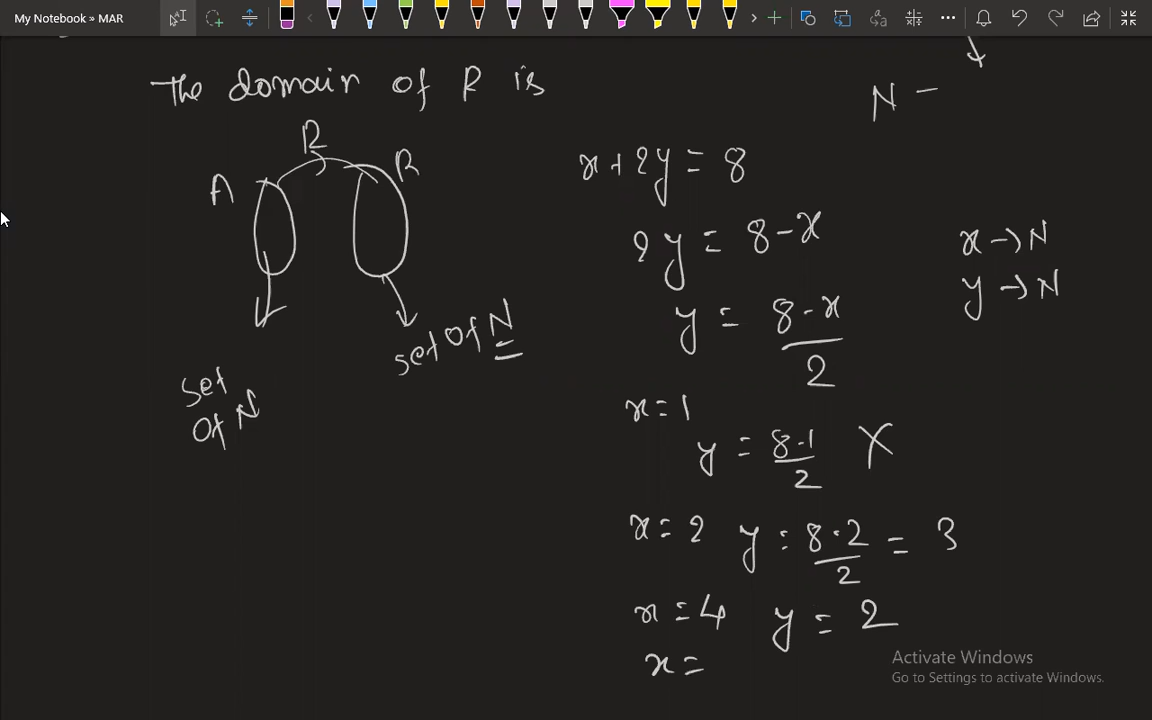 My Notebook » MAR
The domain of R is
N -
R
A
B
x + 2y = 8
2y = 8 - x
x → N
y → N
y = 8 - x / 2
set of N
set
of N
x = 1
y = 8 - 1 / 2 X
x = 2 y = 8 - 2 / 2 = 3
x = 4 y = 2
x =
Activate Windows
Go to Settings to activate Windows.